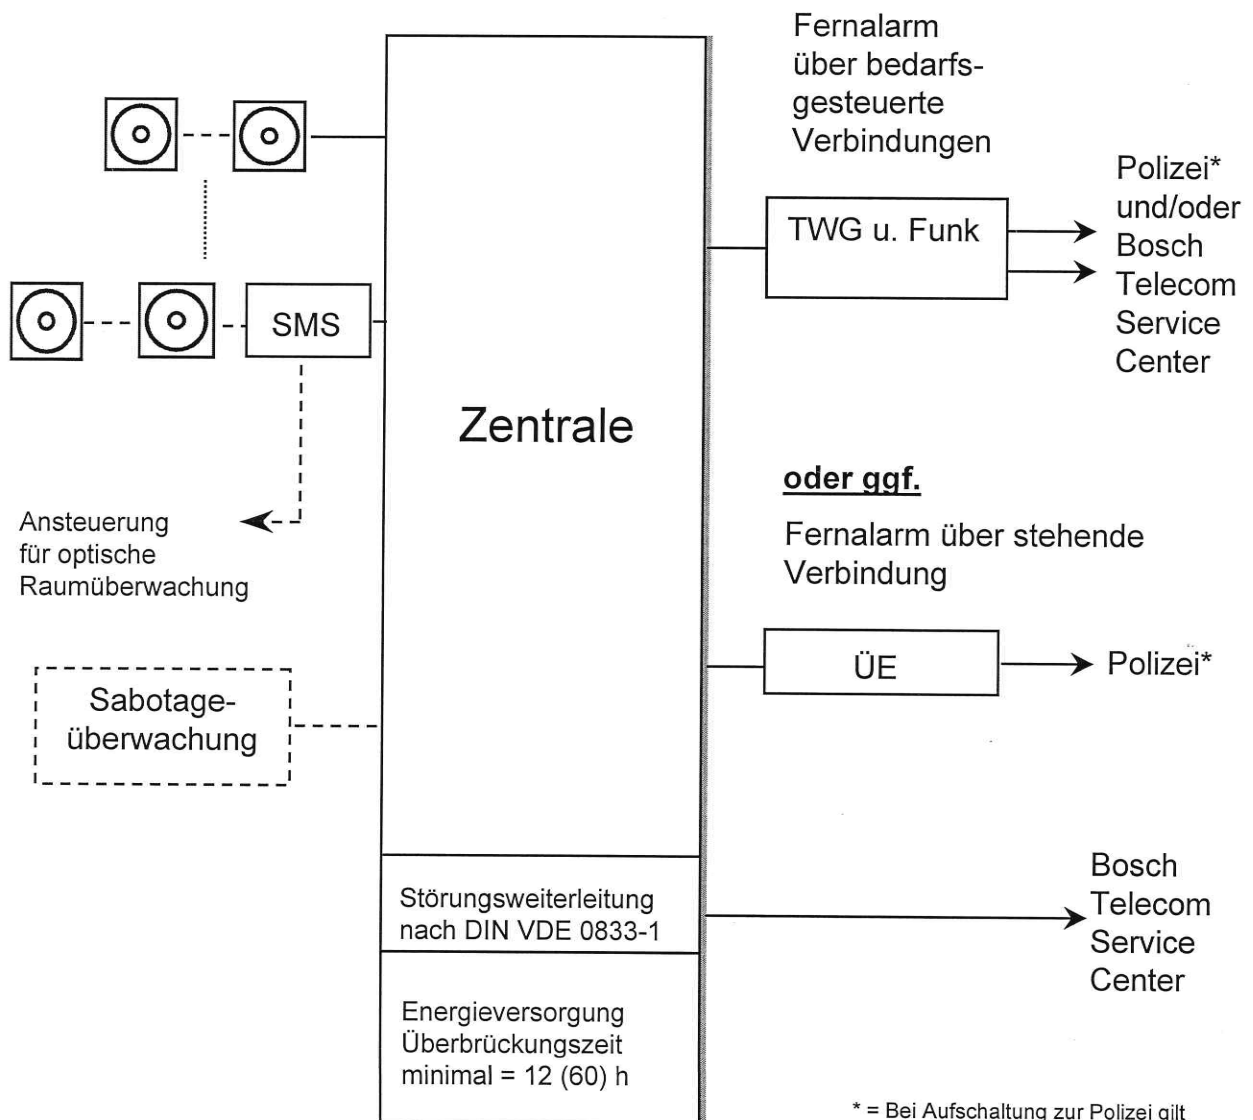 Fernalarm
über bedarfs-
gesteuerte
Verbindungen
TWG u. Funk
Polizei*
und/oder
Bosch
Telecom
Service
Center
SMS
Zentrale
Ansteuerung
für optische
Raumüberwachung
oder ggf.
Fernalarm über stehende
Verbindung
ÜE
Polizei*
Sabotage-
überwachung
Störungsweiterleitung
nach DIN VDE 0833-1
Bosch
Telecom
Service
Center
Energieversorgung
Überbrückungszeit
minimal = 12 (60) h
* = Bei Aufschaltung zur Polizei gilt